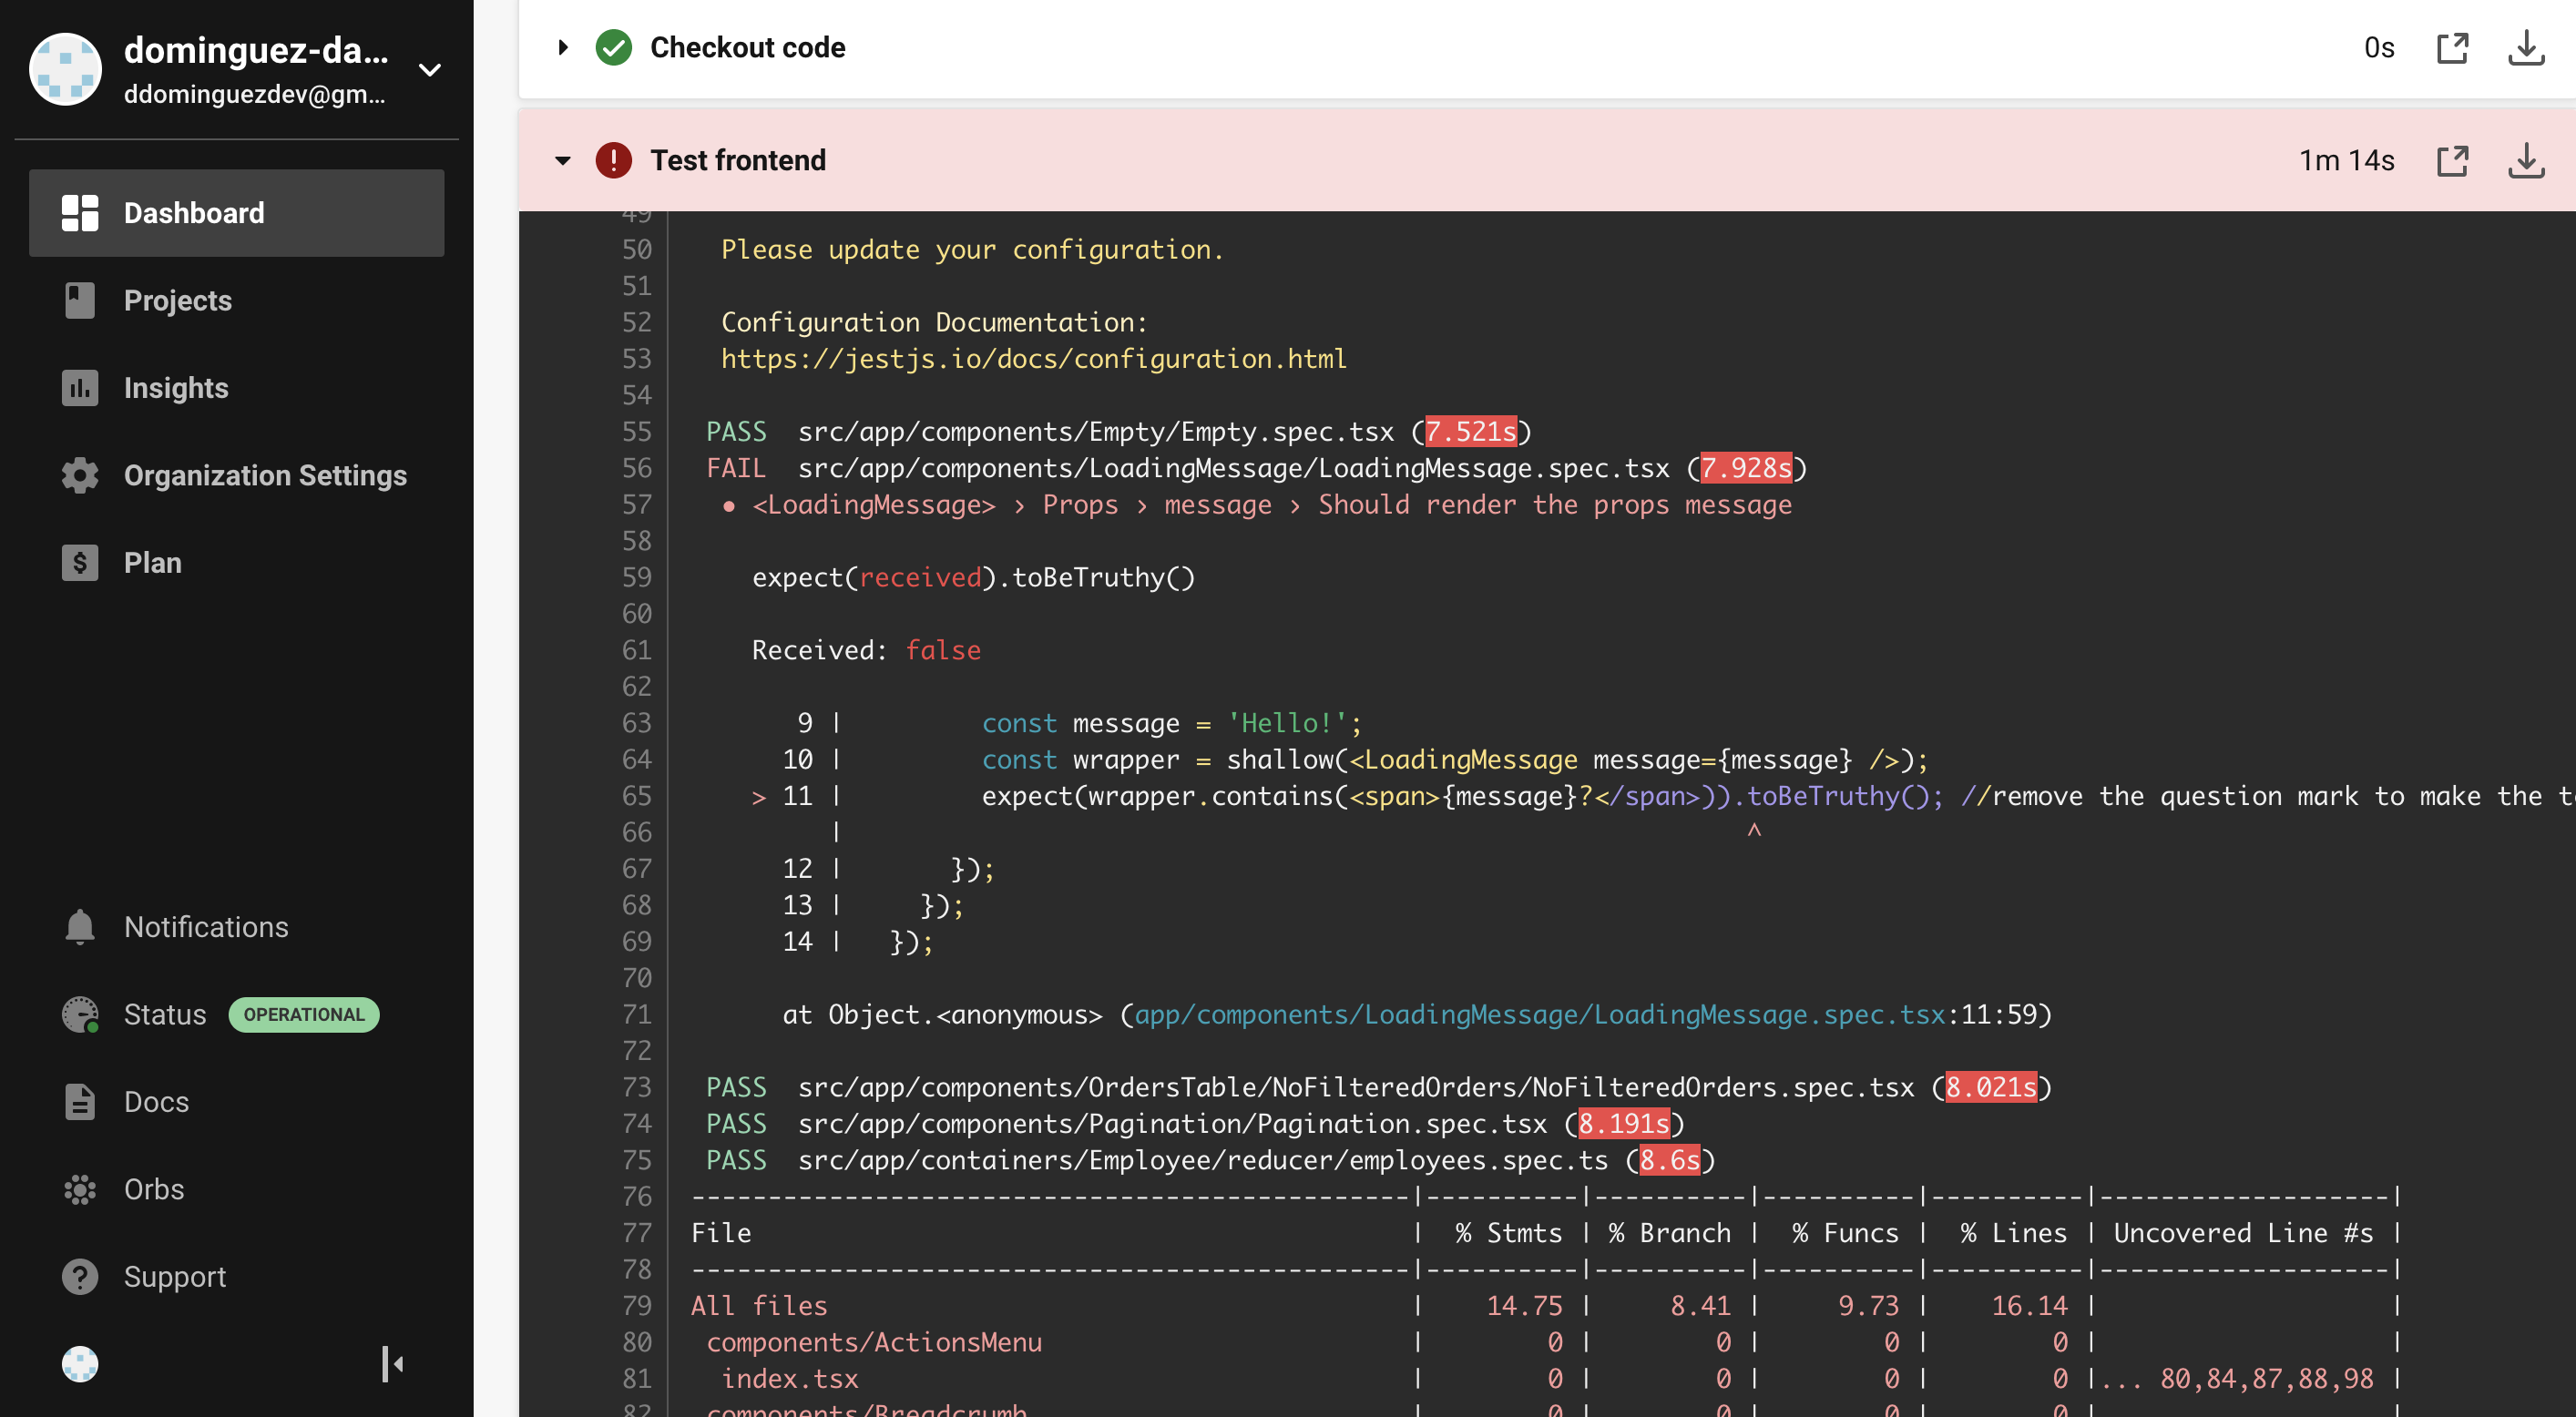 dominguez-da...
ddominguezdev@gm...
Dashboard
Projects
Insights
Organization Settings
Plan
Notifications
Status OPERATIONAL
Docs
Orbs
Support
Checkout code 0s
Test frontend 1m 14s
49
50 Please update your configuration.
51
52 Configuration Documentation:
53 https://jestjs.io/docs/configuration.html
54
55 PASS src/app/components/Empty/Empty.spec.tsx (7.521s)
56 FAIL src/app/components/LoadingMessage/LoadingMessage.spec.tsx (7.928s)
57 ● <LoadingMessage> › Props › message › Should render the props message
58
59 expect(received).toBeTruthy()
60
61 Received: false
62
63 9 | const message = 'Hello!';
64 10 | const wrapper = shallow(<LoadingMessage message={message} />);
65 > 11 | expect(wrapper.contains(<span>{message}?</span>)).toBeTruthy(); //remove the question mark to make the
66 | ^
67 12 | });
68 13 | });
69 14 | });
70
71 at Object.<anonymous> (app/components/LoadingMessage/LoadingMessage.spec.tsx:11:59)
72
73 PASS src/app/components/OrdersTable/NoFilteredOrders/NoFilteredOrders.spec.tsx (8.021s)
74 PASS src/app/components/Pagination/Pagination.spec.tsx (8.191s)
75 PASS src/app/containers/Employee/reducer/employees.spec.ts (8.6s)
76 -----------------------------------------------|----------|----------|----------|----------|-------------------|
77 File | % Stmts | % Branch | % Funcs | % Lines | Uncovered Line #s |
78 -----------------------------------------------|----------|----------|----------|----------|-------------------|
79 All files | 14.75 | 8.41 | 9.73 | 16.14 | |
80 components/ActionsMenu | 0 | 0 | 0 | 0 | |
81 index.tsx | 0 | 0 | 0 | 0 |... 80,84,87,88,98 |
82 components/Breadcrumb | 0 | 0 | 0 | 0 | |